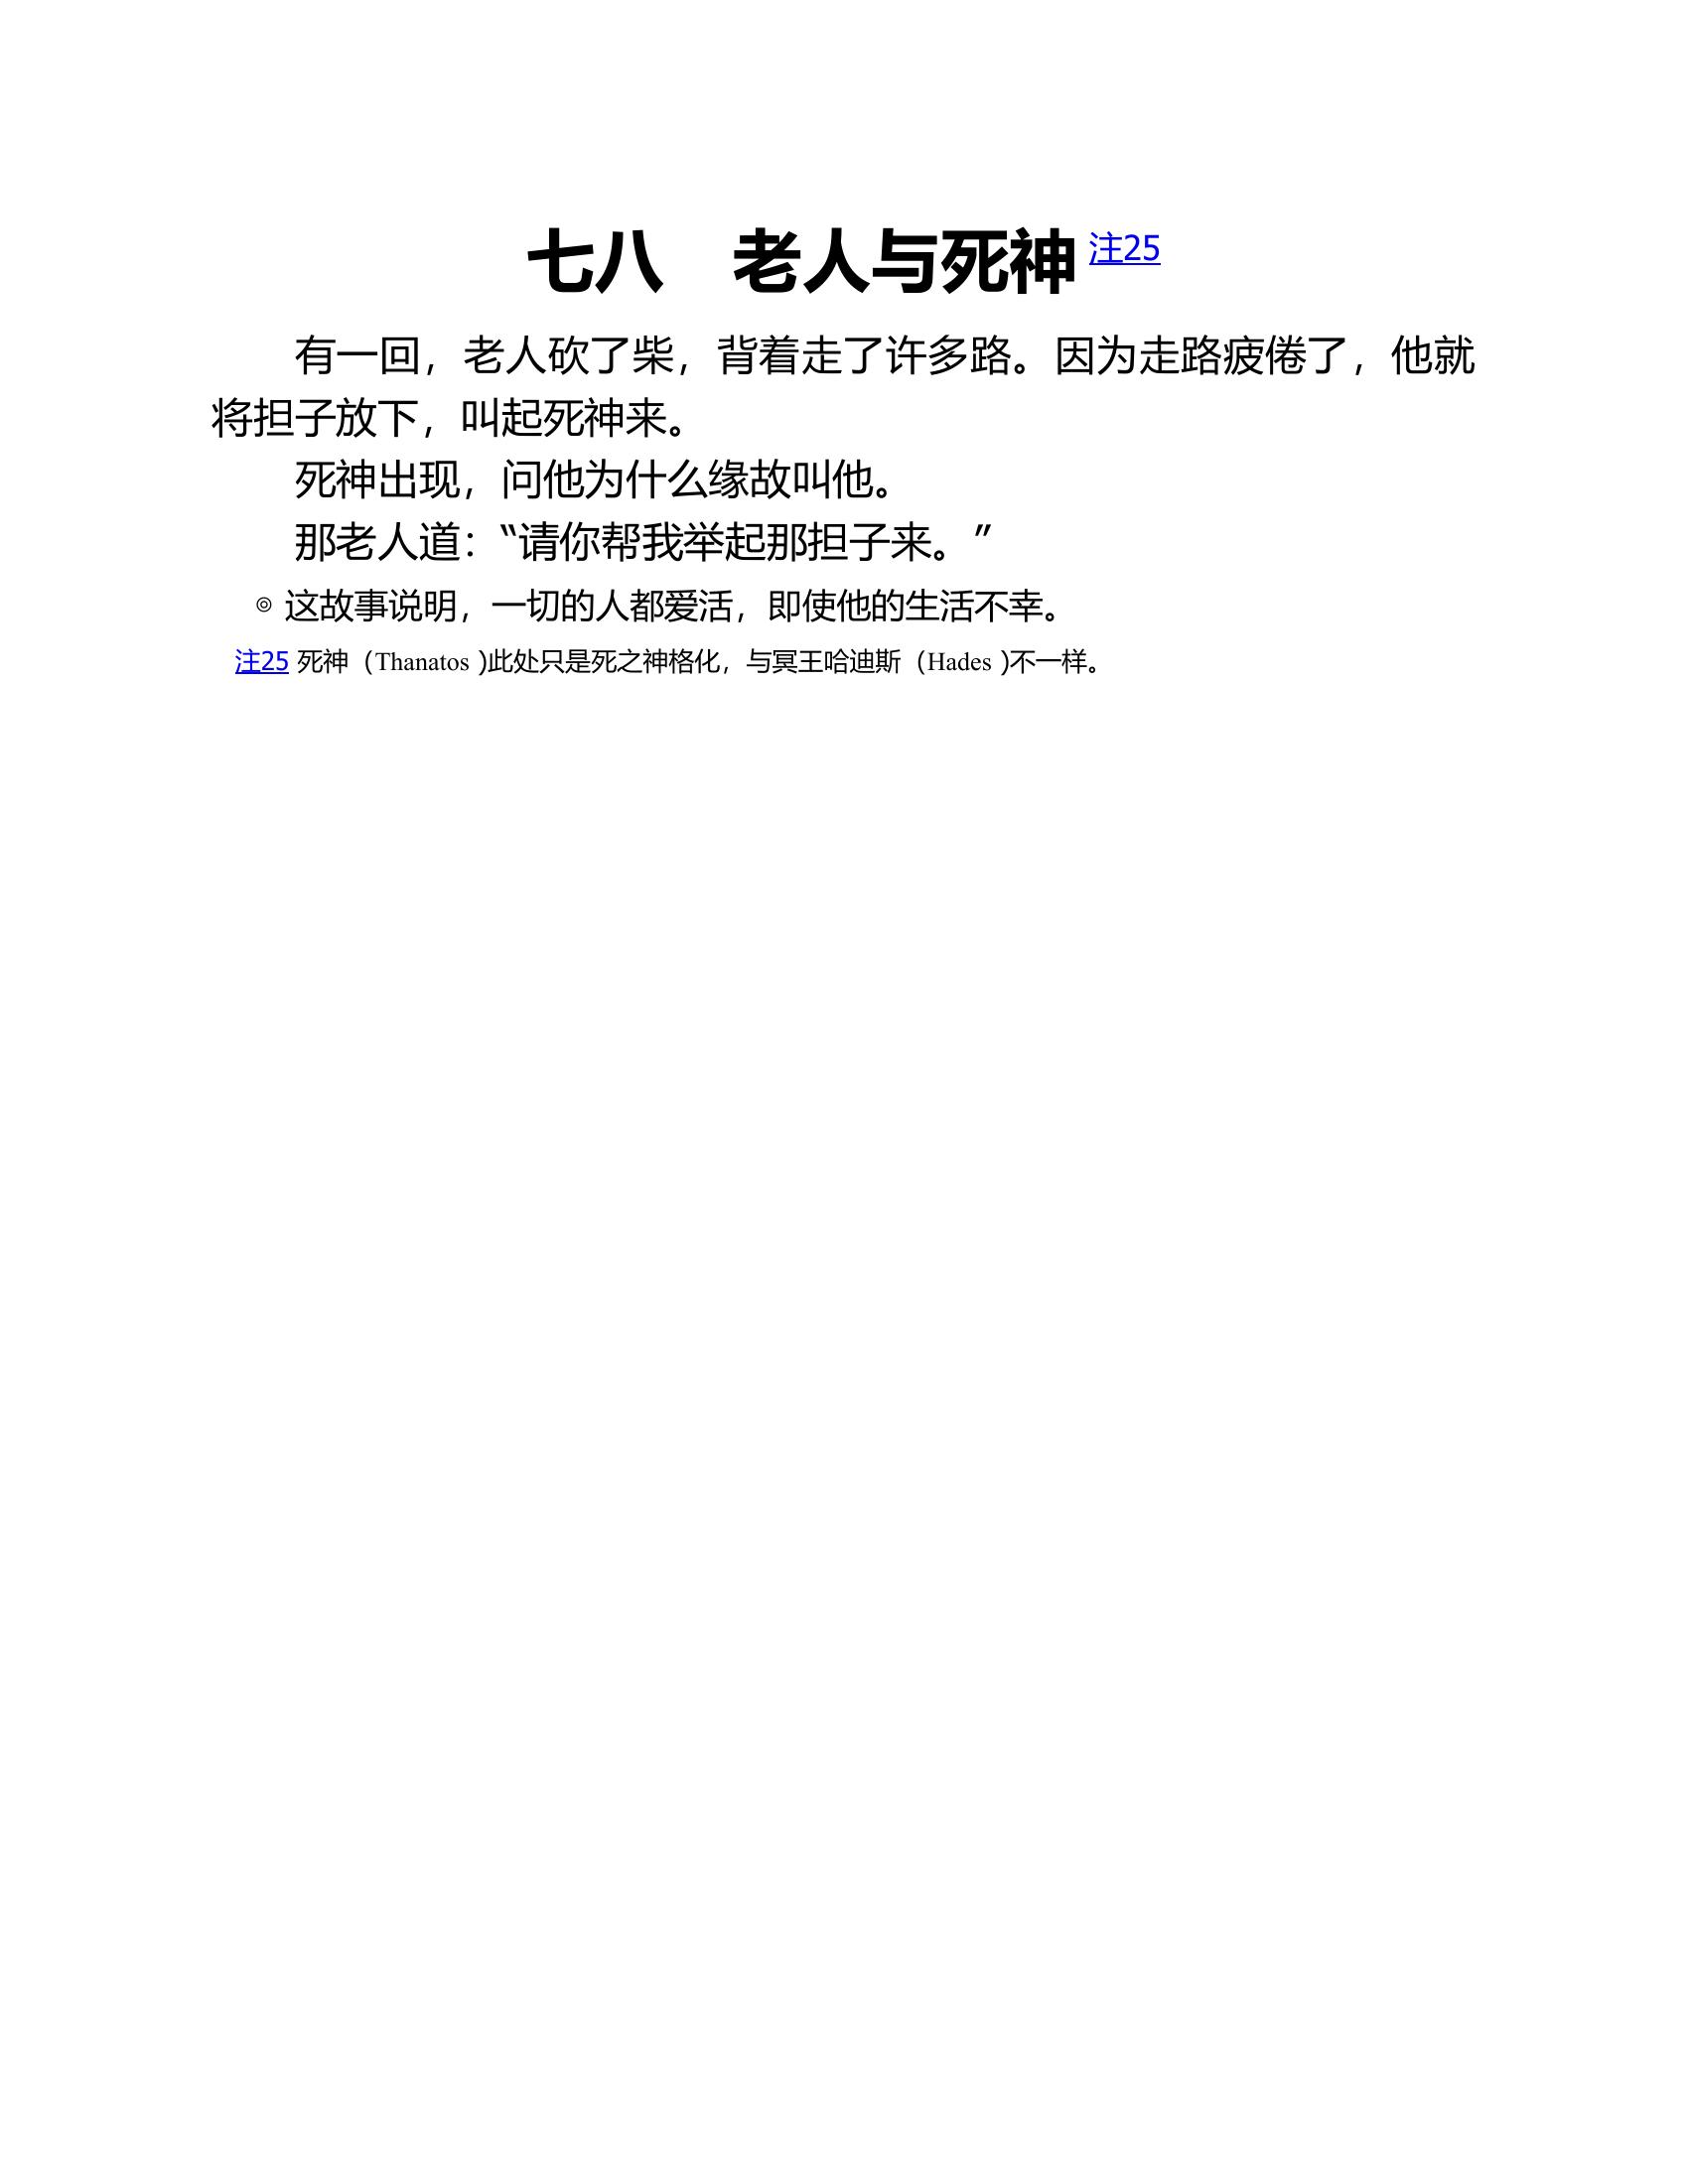 七八　老人与死神 注25
有一回，老人砍了柴，背着走了许多路。因为走路疲倦了，他就
将担子放下，叫起死神来。
死神出现，问他为什么缘故叫他。
那老人道：“请你帮我举起那担子来。”
◎ 这故事说明，一切的人都爱活，即使他的生活不幸。
注25 死神（Thanatos )此处只是死之神格化，与冥王哈迪斯（Hades )不一样。